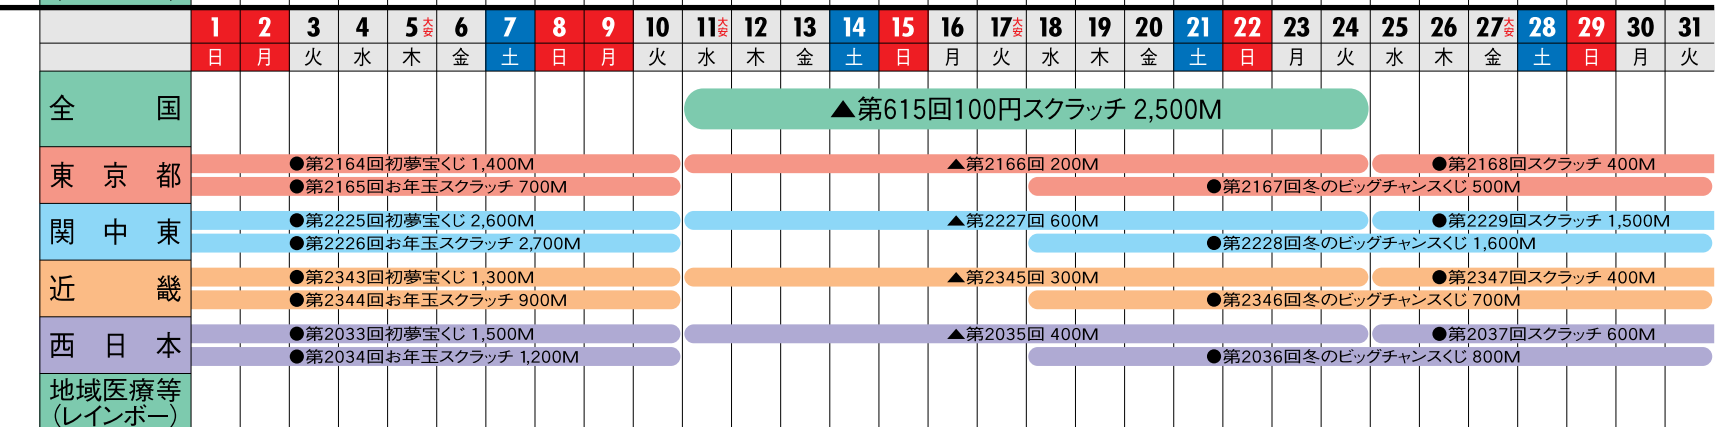 1 2 3 4 5大安 6 7 8 9 10 11大安 12 13 14 15 16 17大安 18 19 20 21 22 23 24 25 26 27大安 28 29 30 31
日 月 火 水 木 金 土 日 月 火 水 木 金 土 日 月 火 水 木 金 土 日 月 火 水 木 金 土 日 月 火
全国 ▲第615回100円スクラッチ 2,500M
東京都
●第2164回初夢宝くじ 1,400M ▲第2166回 200M ●第2168回スクラッチ 400M
●第2165回お年玉スクラッチ 700M ●第2167回冬のビッグチャンスくじ 500M
関中東
●第2225回初夢宝くじ 2,600M ▲第2227回 600M ●第2229回スクラッチ 1,500M
●第2226回お年玉スクラッチ 2,700M ●第2228回冬のビッグチャンスくじ 1,600M
近畿
●第2343回初夢宝くじ 1,300M ▲第2345回 300M ●第2347回スクラッチ 400M
●第2344回お年玉スクラッチ 900M ●第2346回冬のビッグチャンスくじ 700M
西日本
●第2033回初夢宝くじ 1,500M ▲第2035回 400M ●第2037回スクラッチ 600M
●第2034回お年玉スクラッチ 1,200M ●第2036回冬のビッグチャンスくじ 800M
地域医療等
(レインボー)